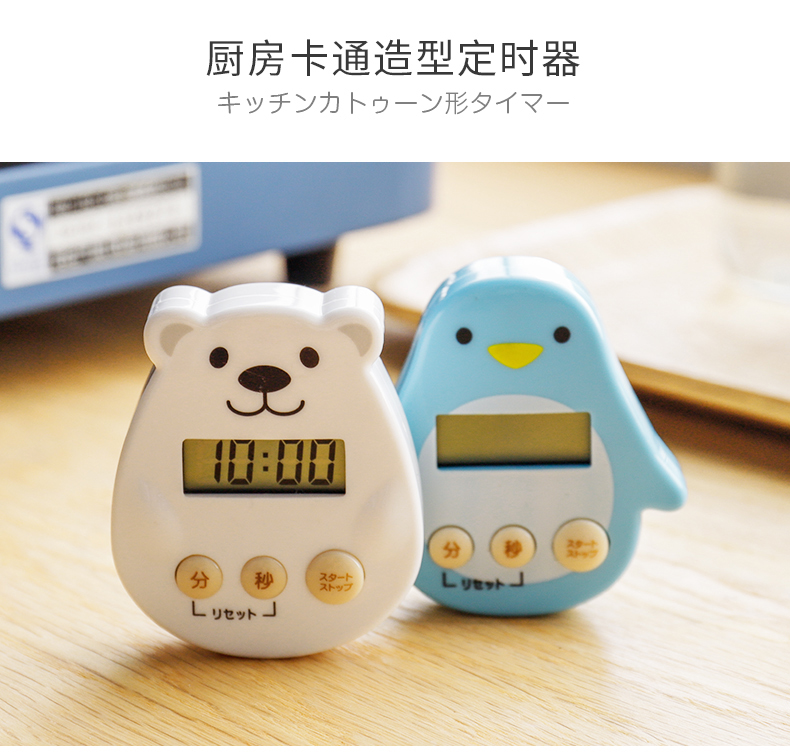 厨房卡通造型定时器
キッチンカトゥーン形タイマー
10:00
分 秒 スタート
ストップ
リセット
分 秒 スタート
ストップ
リセット